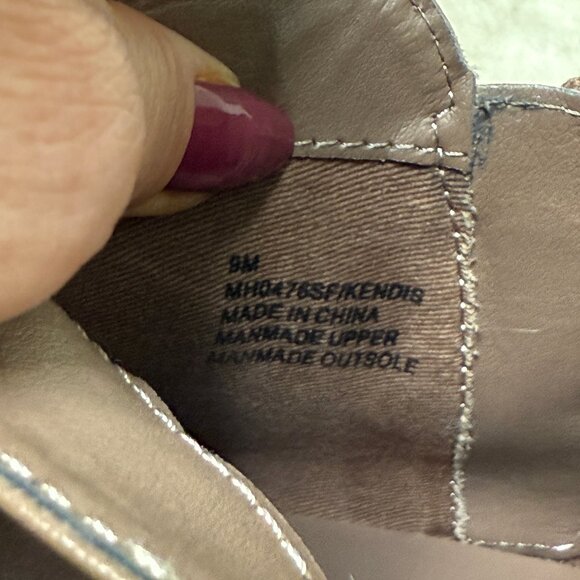 9M
MH0476SF/KENDIS
MADE IN CHINA
MANMADE UPPER
MANMADE OUTSOLE